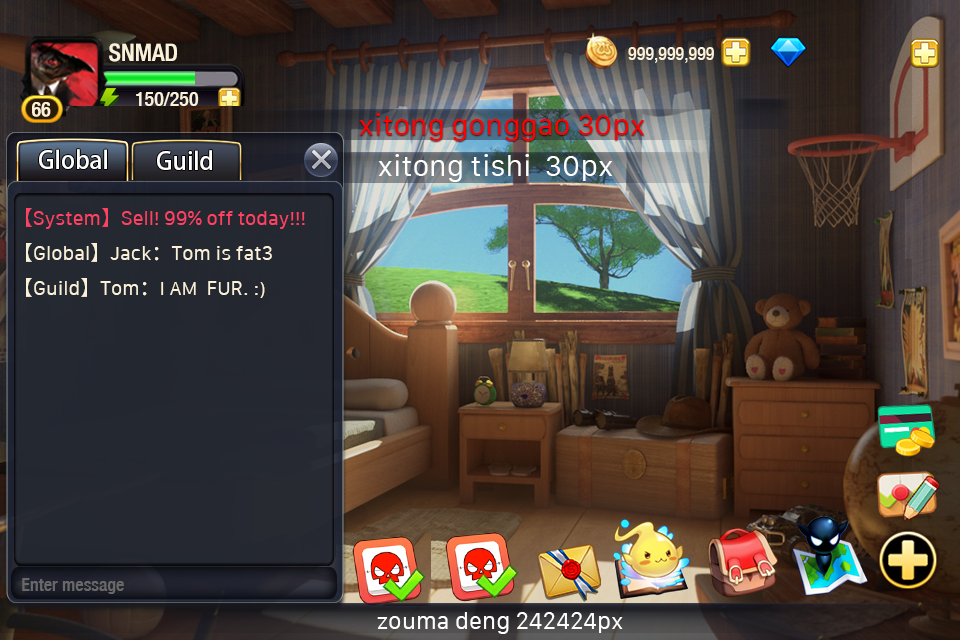 SNMAD
999,999,999
66
150/250
xitong gonggao 30px
xitong tishi 30px
Global
Guild
【System】Sell! 99% off today!!!
【Global】Jack：Tom is fat3
【Guild】Tom：I AM FUR. :)
Enter message
zouma deng 242424px